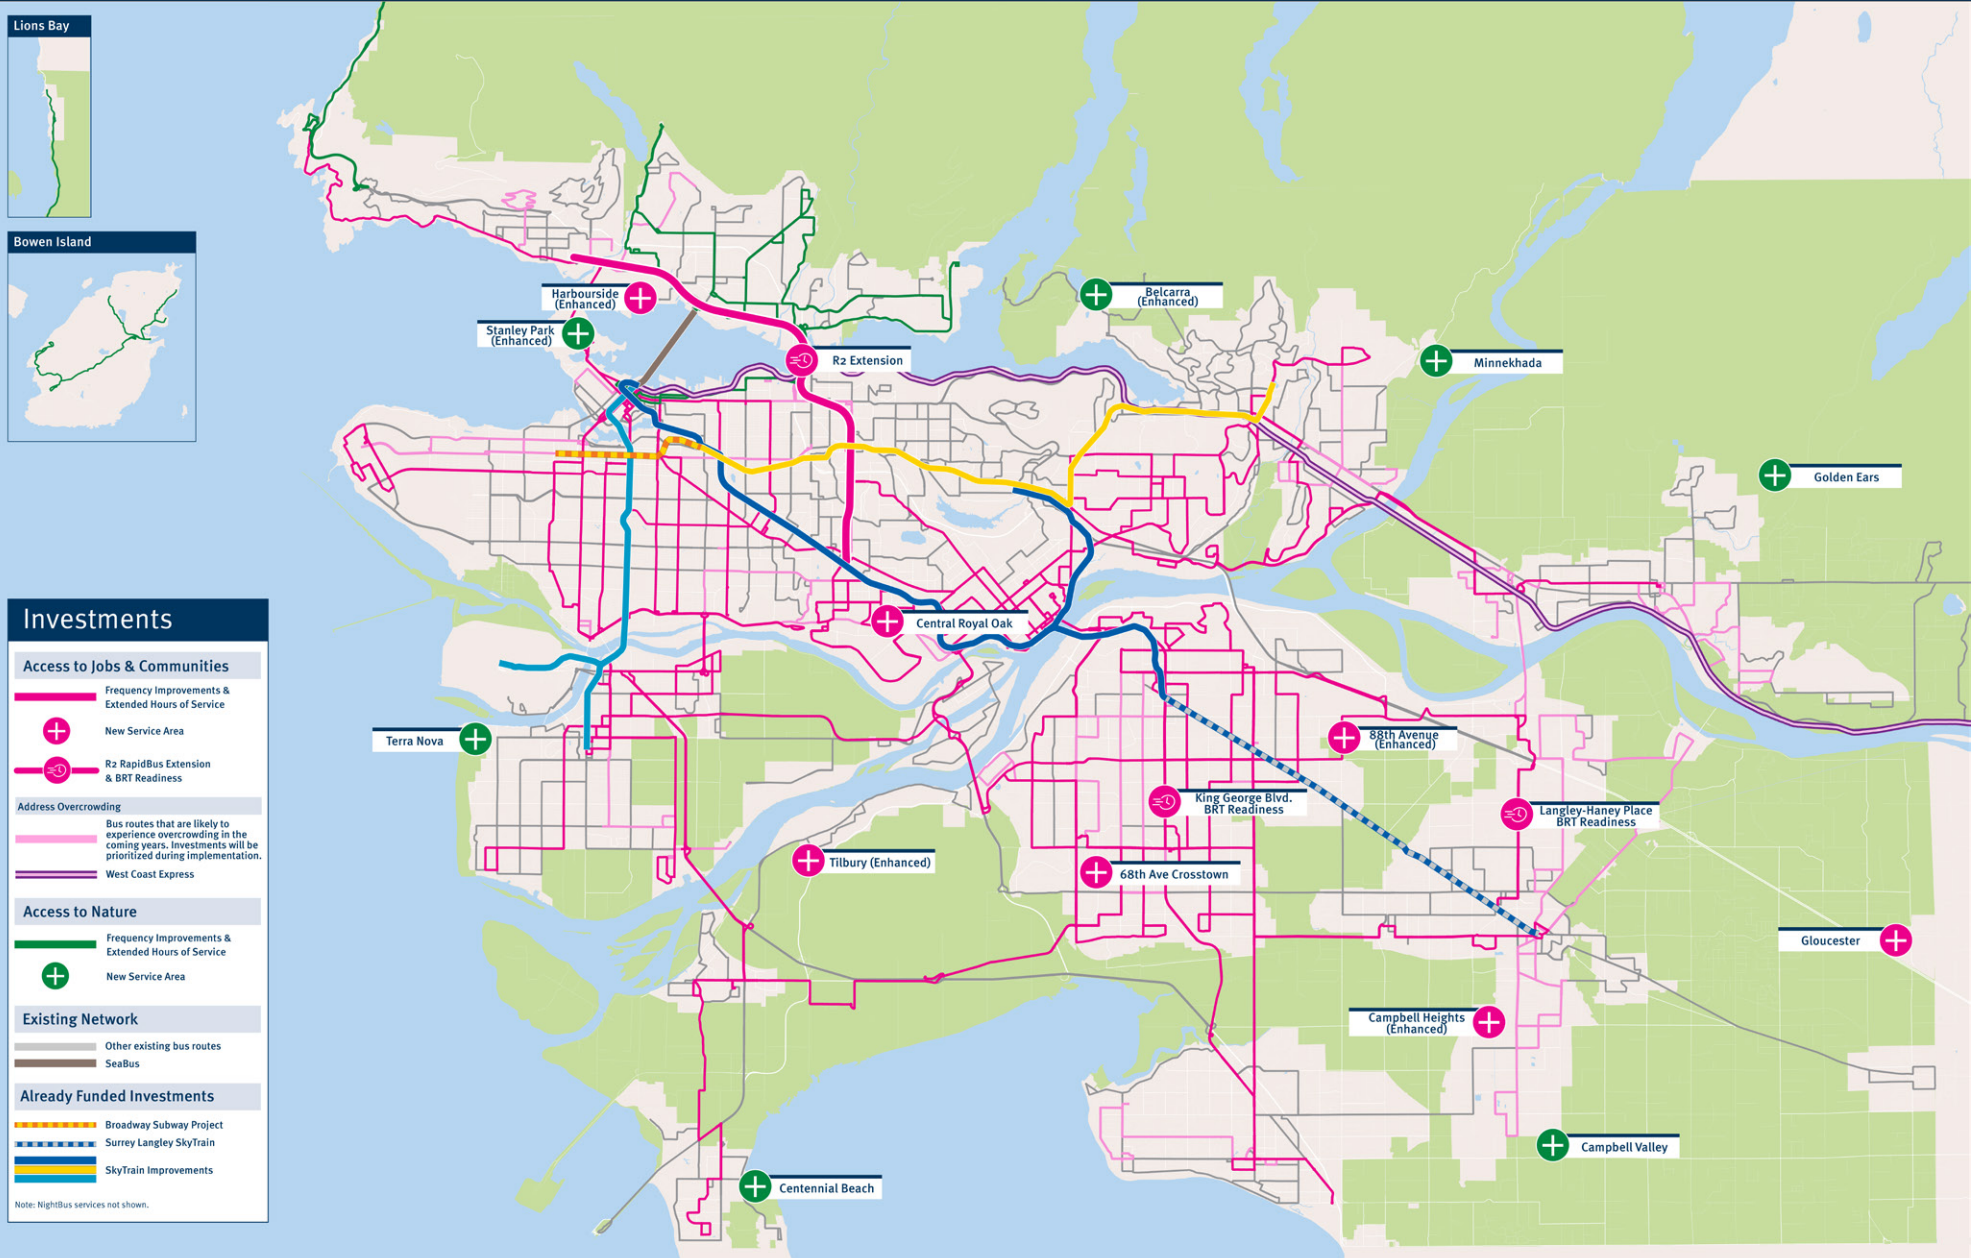 Lions Bay
Bowen Island
Harbourside
(Enhanced)
Stanley Park
(Enhanced)
Belcarra
(Enhanced)
R2 Extension
Minnekhada
Golden Ears
Central Royal Oak
Terra Nova
88th Avenue
(Enhanced)
King George Blvd.
BRT Readiness
Langley-Haney Place
BRT Readiness
Tilbury (Enhanced)
68th Ave Crosstown
Gloucester
Campbell Heights
(Enhanced)
Campbell Valley
Centennial Beach
Investments
Access to Jobs & Communities
Frequency Improvements &
Extended Hours of Service
New Service Area
R2 RapidBus Extension
& BRT Readiness
Address Overcrowding
Bus routes that are likely to
experience overcrowding in the
coming years. Investments will be
prioritized during implementation.
West Coast Express
Access to Nature
Frequency Improvements &
Extended Hours of Service
New Service Area
Existing Network
Other existing bus routes
SeaBus
Already Funded Investments
Broadway Subway Project
Surrey Langley SkyTrain
SkyTrain Improvements
Note: NightBus services not shown.